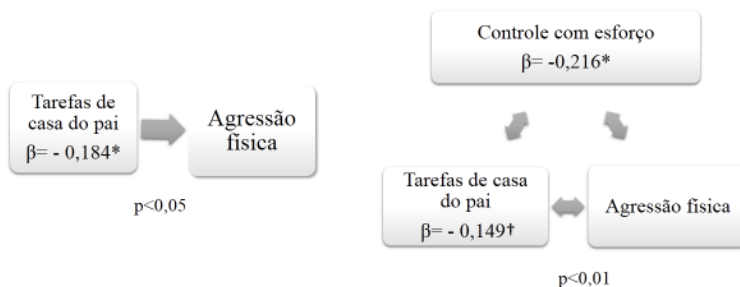 Tarefas de
casa do pai
β= - 0,184*
Agressão
física
p<0,05
Controle com esforço
β= -0,216*
Tarefas de casa
do pai
β= - 0,149†
Agressão física
p<0,01